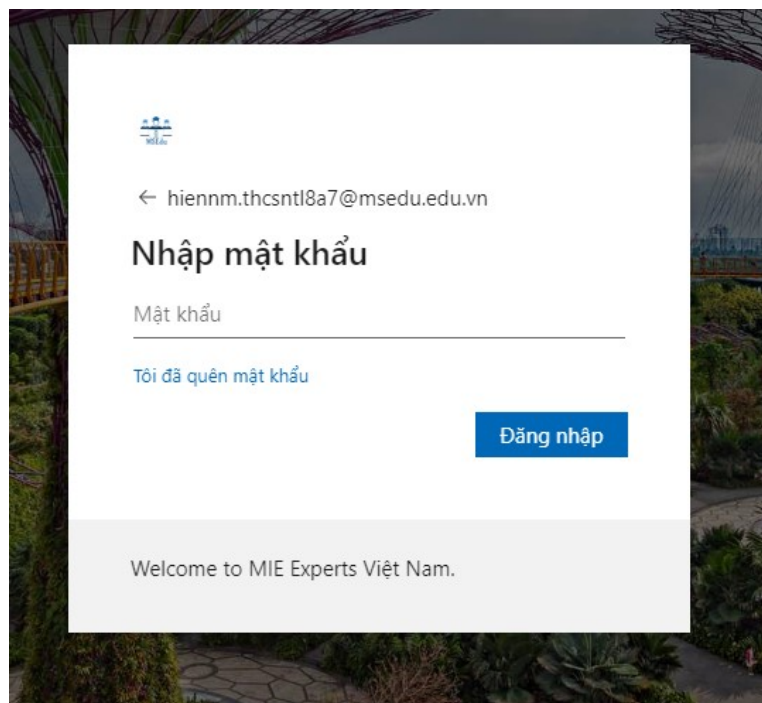 MSEdu
← hiennm.thcsntl8a7@msedu.edu.vn
Nhập mật khẩu
Mật khẩu
Tôi đã quên mật khẩu
Đăng nhập
Welcome to MIE Experts Việt Nam.